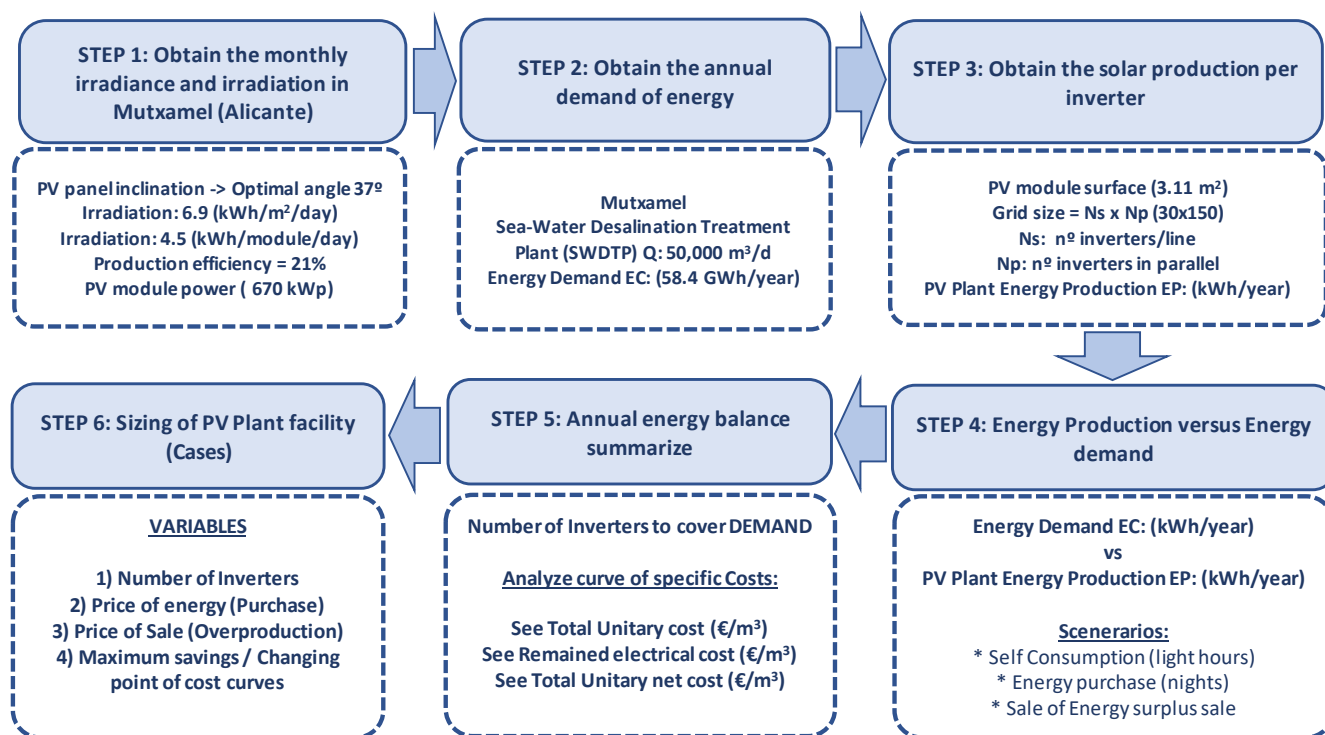 STEP 1: Obtain the monthly
irradiance and irradiation in
Mutxamel (Alicante)
PV panel inclination -> Optimal angle 37º
Irradiation: 6.9 (kWh/m²/day)
Irradiation: 4.5 (kWh/module/day)
Production efficiency = 21%
PV module power ( 670 kWp)
STEP 2: Obtain the annual
demand of energy
Mutxamel
Sea-Water Desalination Treatment
Plant (SWDTP) Q: 50,000 m³/d
Energy Demand EC: (58.4 GWh/year)
STEP 3: Obtain the solar production per
inverter
PV module surface (3.11 m²)
Grid size = Ns x Np (30x150)
Ns: nº inverters/line
Np: nº inverters in parallel
PV Plant Energy Production EP: (kWh/year)
STEP 4: Energy Production versus Energy
demand
Energy Demand EC: (kWh/year)
vs
PV Plant Energy Production EP: (kWh/year)
Scenerarios:
* Self Consumption (light hours)
* Energy purchase (nights)
* Sale of Energy surplus sale
STEP 5: Annual energy balance
summarize
Number of Inverters to cover DEMAND
Analyze curve of specific Costs:
See Total Unitary cost (€/m³)
See Remained electrical cost (€/m³)
See Total Unitary net cost (€/m³)
STEP 6: Sizing of PV Plant facility
(Cases)
VARIABLES
1) Number of Inverters
2) Price of energy (Purchase)
3) Price of Sale (Overproduction)
4) Maximum savings / Changing
point of cost curves